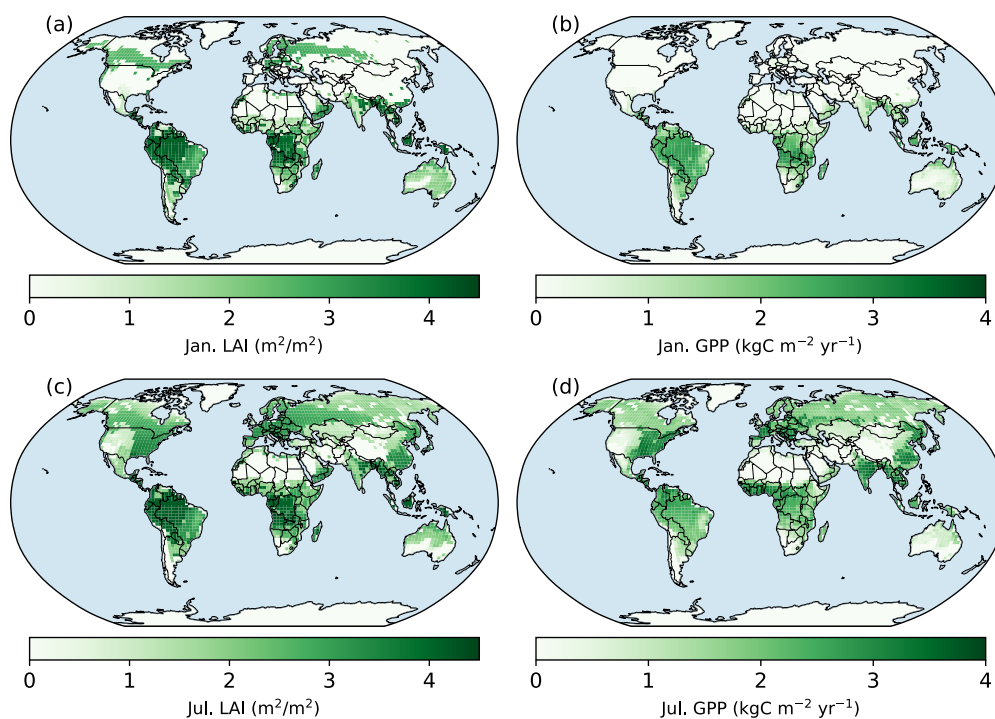 (a) (b)
0 1 2 3 4 0 1 2 3 4
Jan. LAI (m²/m²) Jan. GPP (kgC m⁻² yr⁻¹)
(c) (d)
0 1 2 3 4 0 1 2 3 4
Jul. LAI (m²/m²) Jul. GPP (kgC m⁻² yr⁻¹)